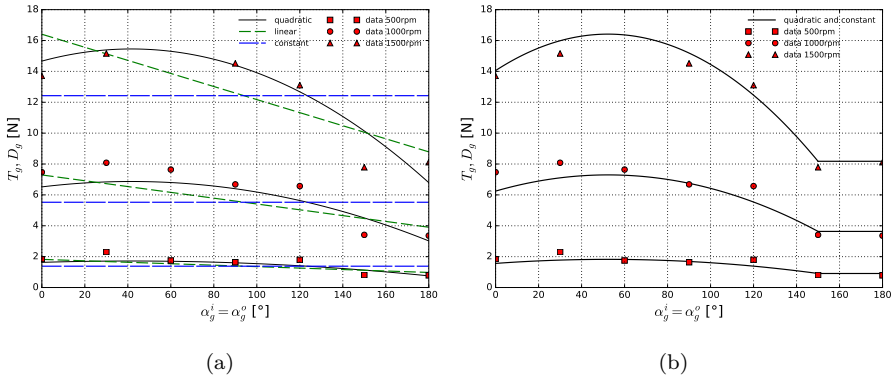 quadratic
linear
constant
data 500rpm
data 1000rpm
data 1500rpm
18
16
14
12
10
8
6
4
2
0
T_g, D_g [N]
0 20 40 60 80 100 120 140 160 180
α_g^i = α_g^o [°]
(a)
quadratic and constant
data 500rpm
data 1000rpm
data 1500rpm
18
16
14
12
10
8
6
4
2
0
T_g, D_g [N]
0 20 40 60 80 100 120 140 160 180
α_g^i = α_g^o [°]
(b)